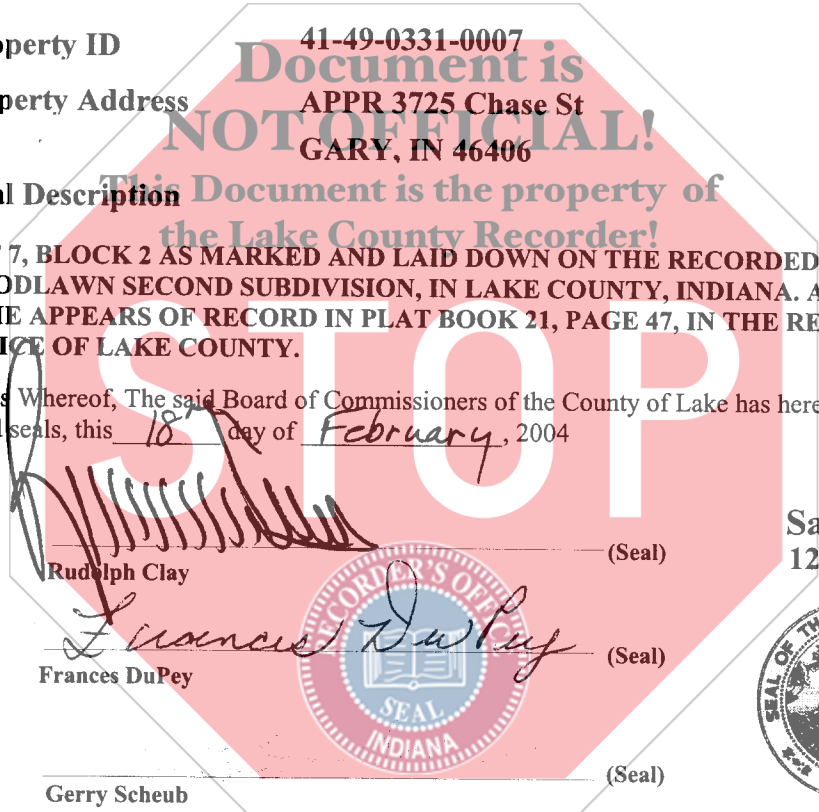 operty ID 41-49-0331-0007
Document is
perty Address APPR 3725 Chase St
NOT OFFICIAL!
GARY, IN 46406
al Description
This Document is the property of
the Lake County Recorder!
7, BLOCK 2 AS MARKED AND LAID DOWN ON THE RECORDED
ODLAWN SECOND SUBDIVISION, IN LAKE COUNTY, INDIANA. A
E APPEARS OF RECORD IN PLAT BOOK 21, PAGE 47, IN THE RE
ICE OF LAKE COUNTY.
STOP
s Whereof, The said Board of Commissioners of the County of Lake has here
seals, this 18th day of February, 2004
(Seal)
Sa
12
Rudolph Clay
RECORDER'S OFFICE
Frances DuPey (Seal)
Frances DuPey
SEAL
INDIANA
SEAL OF TH
(Seal)
Gerry Scheub